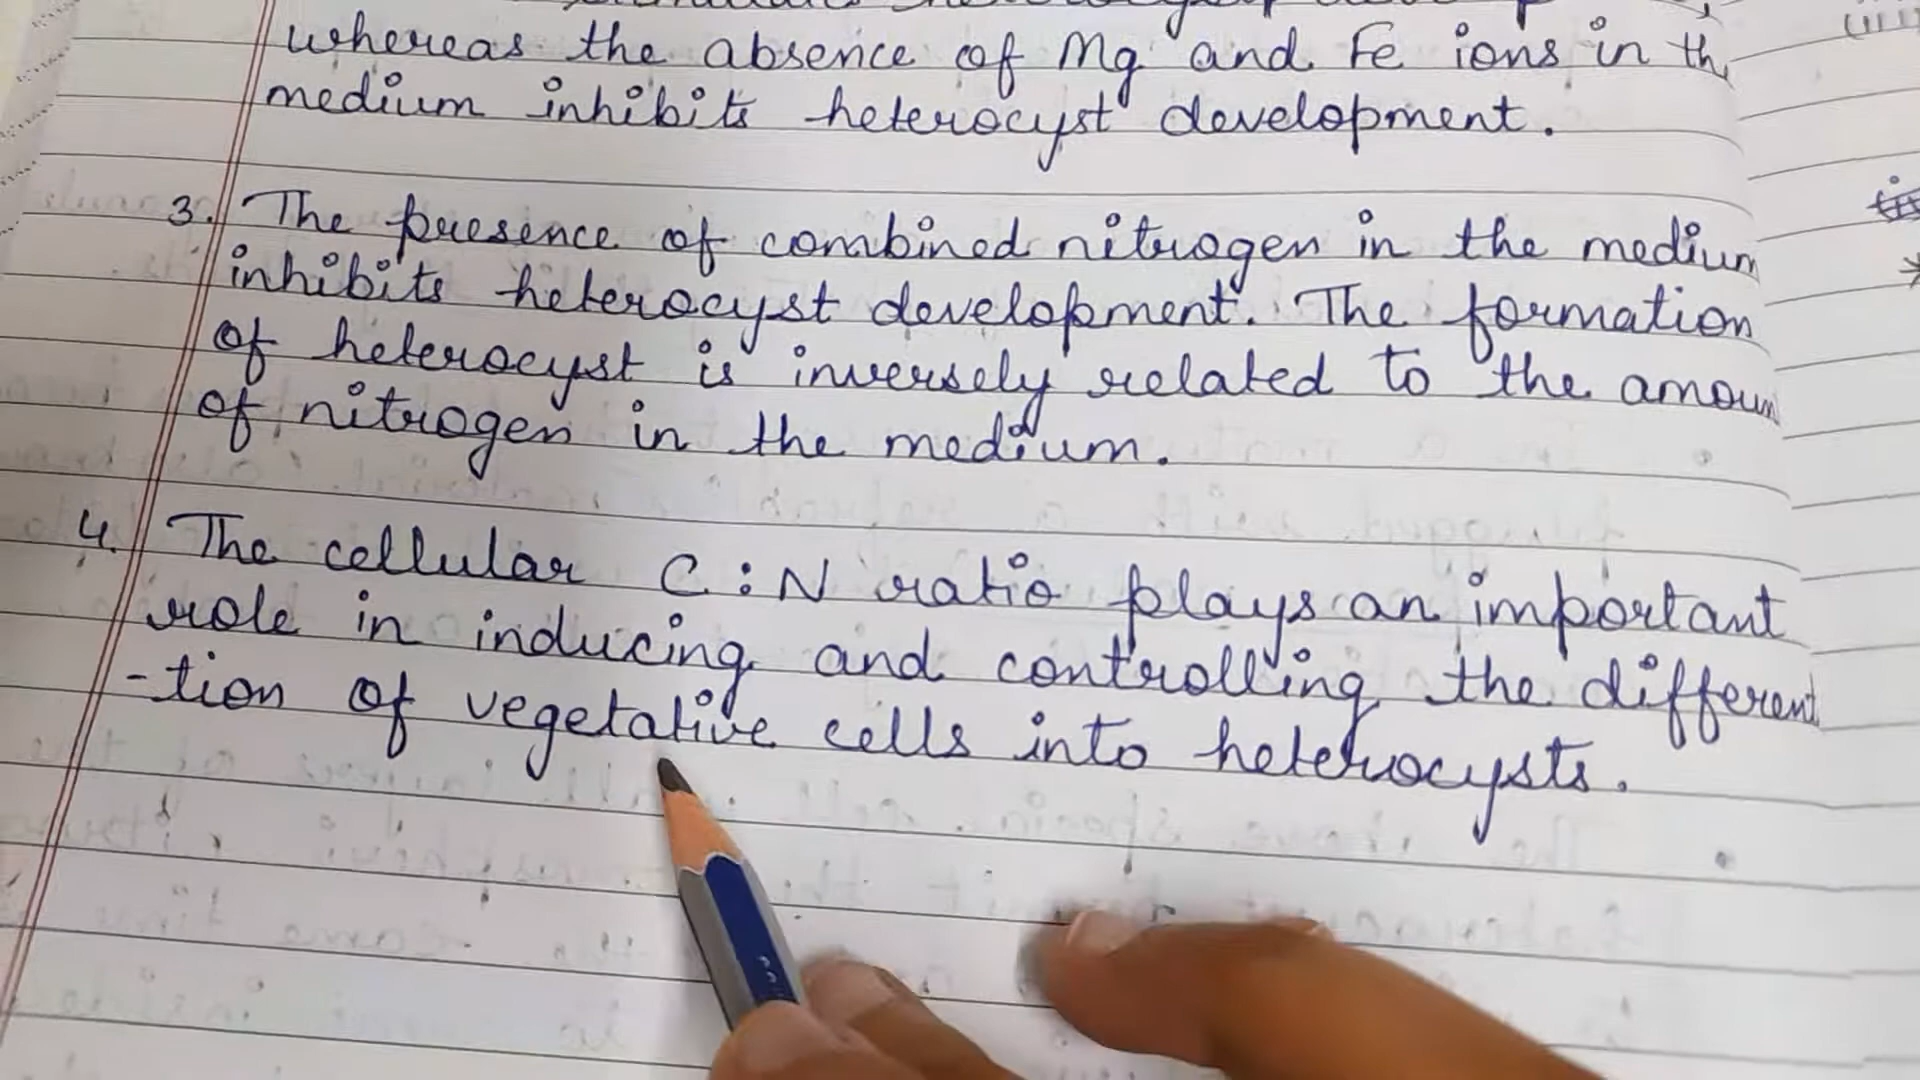 whereas the absence of Mg and Fe ions in th
medium inhibits heterocyst development.
3. The presence of combined nitrogen in the medium
inhibits heterocyst development. The formation
of heterocyst is inversely related to the amoun
of nitrogen in the medium.
4. The cellular C:N ratio plays an important
role in inducing and controlling the different
-tion of vegetative cells into heterocysts.